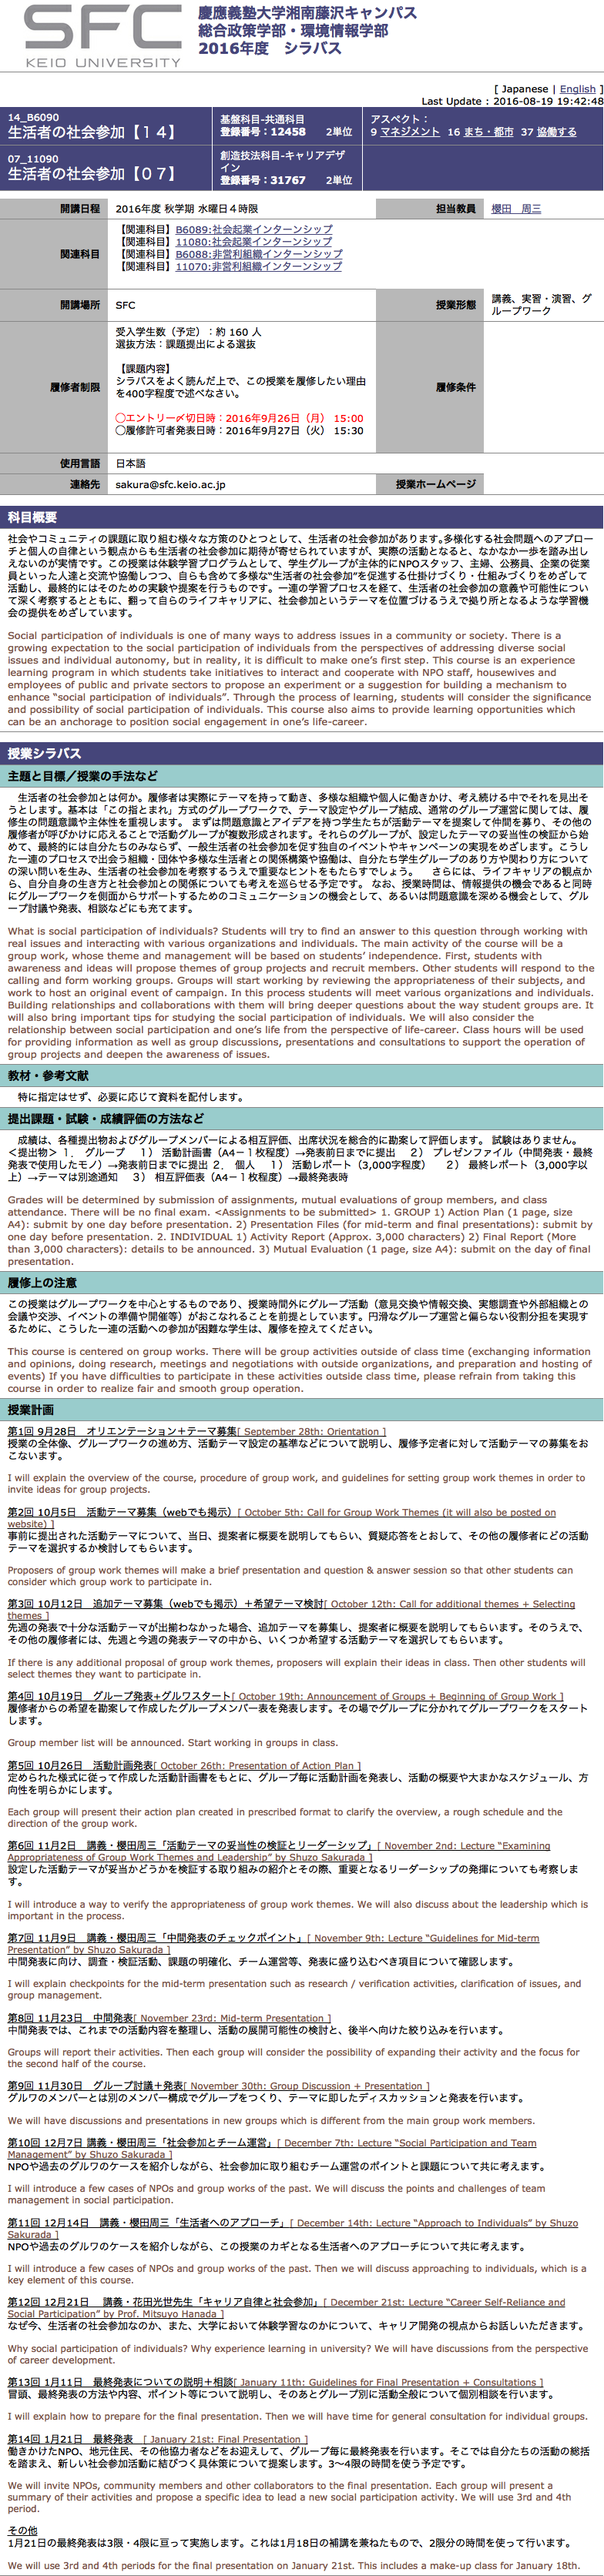 SFC
KEIO UNIVERSITY
慶應義塾大学湘南藤沢キャンパス
総合政策学部・環境情報学部
2016年度　シラバス
[ Japanese | English ]
Last Update : 2016-08-19 19:42:48
14_B6090
生活者の社会参加【１４】
基盤科目-共通科目
登録番号：12458　2単位
アスペクト：
9 マネジメント 16 まち・都市 37 協働する
07_11090
生活者の社会参加【０７】
創造技法科目-キャリアデザ
イン
登録番号：31767　2単位
開講日程
2016年度 秋学期 水曜日４時限
担当教員
櫻田　周三
関連科目
【関連科目】B6089:社会起業インターンシップ
【関連科目】11080:社会起業インターンシップ
【関連科目】B6088:非営利組織インターンシップ
【関連科目】11070:非営利組織インターンシップ
開講場所
SFC
授業形態
講義、実習・演習、グ
ループワーク
履修者制限
受入学生数（予定）：約 160 人
選抜方法：課題提出による選抜
【課題内容】
シラバスをよく読んだ上で、この授業を履修したい理由
を400字程度で述べなさい。
◯エントリー〆切日時：2016年9月26日（月） 15:00
◯履修許可者発表日時：2016年9月27日（火） 15:30
履修条件
使用言語
日本語
連絡先
sakura@sfc.keio.ac.jp
授業ホームページ
科目概要
社会やコミュニティの課題に取り組む様々な方策のひとつとして、生活者の社会参加があります。多様化する社会問題へのアプロー
チと個人の自律という観点からも生活者の社会参加に期待が寄せられていますが、実際の活動となると、なかなか一歩を踏み出し
えないのが実情です。この授業は体験学習プログラムとして、学生グループが主体的にNPOスタッフ、主婦、公務員、企業の従業
員といった人達と交流や協働しつつ、自らも含めて多様な“生活者の社会参加”を促進する仕掛けづくり・仕組みづくりをめざして
活動し、最終的にはそのための実験や提案を行うものです。一連の学習プロセスを経て、生活者の社会参加の意義や可能性につい
て深く考察するとともに、翻って自らのライフキャリアに、社会参加というテーマを位置づけるうえで拠り所となるような学習機
会の提供をめざしています。
Social participation of individuals is one of many ways to address issues in a community or society. There is a
growing expectation to the social participation of individuals from the perspectives of addressing diverse social
issues and individual autonomy, but in reality, it is difficult to make one’s first step. This course is an experience
learning program in which students take initiatives to interact and cooperate with NPO staff, housewives and
employees of public and private sectors to propose an experiment or a suggestion for building a mechanism to
enhance “social participation of individuals”. Through the process of learning, students will consider the significance
and possibility of social participation of individuals. This course also aims to provide learning opportunities which
can be an anchorage to position social engagement in one’s life-career.
授業シラバス
主題と目標／授業の手法など
生活者の社会参加とは何か。履修者は実際にテーマを持って動き、多様な組織や個人に働きかけ、考え続ける中でそれを見出そ
うとします。基本は「この指とまれ」方式のグループワークで、テーマ設定やグループ結成、通常のグループ運営に関しては、履
修生の問題意識や主体性を重視します。 まずは問題意識とアイデアを持つ学生たちが活動テーマを提案して仲間を募り、その他の
履修者が呼びかけに応えることで活動グループが複数形成されます。それらのグループが、設定したテーマの妥当性の検証から始
めて、最終的には自分たちのみならず、一般生活者の社会参加を促す独自のイベントやキャンペーンの実現をめざします。こうし
た一連のプロセスで出会う組織・団体や多様な生活者との関係構築や協働は、自分たち学生グループのあり方や関わり方について
の深い問いを生み、生活者の社会参加を考察するうえで重要なヒントをもたらすでしょう。　さらには、ライフキャリアの観点か
ら、自分自身の生き方と社会参加との関係についても考えを巡らせる予定です。 なお、授業時間は、情報提供の機会であると同時
にグループワークを側面からサポートするためのコミュニケーションの機会として、あるいは問題意識を深める機会として、グル
ープ討議や発表、相談などにも充てます。
What is social participation of individuals? Students will try to find an answer to this question through working with
real issues and interacting with various organizations and individuals. The main activity of the course will be a
group work, whose theme and management will be based on students’ independence. First, students with
awareness and ideas will propose themes of group projects and recruit members. Other students will respond to the
calling and form working groups. Groups will start working by reviewing the appropriateness of their subjects, and
work to host an original event of campaign. In this process students will meet various organizations and individuals.
Building relationships and collaborations with them will bring deeper questions about the way student groups are. It
will also bring important tips for studying the social participation of individuals. We will also consider the
relationship between social participation and one’s life from the perspective of life-career. Class hours will be used
for providing information as well as group discussions, presentations and consultations to support the operation of
group projects and deepen the awareness of issues.
教材・参考文献
特に指定はせず、必要に応じて資料を配付します。
提出課題・試験・成績評価の方法など
成績は、各種提出物およびグループメンバーによる相互評価、出席状況を総合的に勘案して評価します。 試験はありません。
＜提出物＞ １． グループ　１） 活動計画書（A4－１枚程度）→発表前日までに提出　２） プレゼンファイル（中間発表・最終
発表で使用したモノ）→発表前日までに提出 ２． 個人　１） 活動レポート（3,000字程度）　２） 最終レポート（3,000字以
上）→テーマは別途通知　３） 相互評価表（A4－１枚程度）→最終発表時
Grades will be determined by submission of assignments, mutual evaluations of group members, and class
attendance. There will be no final exam. <Assignments to be submitted> 1. GROUP 1) Action Plan (1 page, size
A4): submit by one day before presentation. 2) Presentation Files (for mid-term and final presentations): submit by
one day before presentation. 2. INDIVIDUAL 1) Activity Report (Approx. 3,000 characters) 2) Final Report (More
than 3,000 characters): details to be announced. 3) Mutual Evaluation (1 page, size A4): submit on the day of final
presentation.
履修上の注意
この授業はグループワークを中心とするものであり、授業時間外にグループ活動（意見交換や情報交換、実態調査や外部組織との
会議や交渉、イベントの準備や開催等）がおこなれることを前提としています。円滑なグループ運営と偏らない役割分担を実現す
るために、こうした一連の活動への参加が困難な学生は、履修を控えてください。
This course is centered on group works. There will be group activities outside of class time (exchanging information
and opinions, doing research, meetings and negotiations with outside organizations, and preparation and hosting of
events) If you have difficulties to participate in these activities outside class time, please refrain from taking this
course in order to realize fair and smooth group operation.
授業計画
第1回 9月28日　オリエンテーション＋テーマ募集[ September 28th: Orientation ]
授業の全体像、グループワークの進め方、活動テーマ設定の基準などについて説明し、履修予定者に対して活動テーマの募集をお
こないます。
I will explain the overview of the course, procedure of group work, and guidelines for setting group work themes in order to
invite ideas for group projects.
第2回 10月5日　活動テーマ募集（webでも掲示）[ October 5th: Call for Group Work Themes (it will also be posted on
website) ]
事前に提出された活動テーマについて、当日、提案者に概要を説明してもらい、質疑応答をとおして、その他の履修者にどの活動
テーマを選択するか検討してもらいます。
Proposers of group work themes will make a brief presentation and question & answer session so that other students can
consider which group work to participate in.
第3回 10月12日　追加テーマ募集（webでも掲示）＋希望テーマ検討[ October 12th: Call for additional themes + Selecting
themes ]
先週の発表で十分な活動テーマが出揃わなかった場合、追加テーマを募集し、提案者に概要を説明してもらいます。そのうえで、
その他の履修者には、先週と今週の発表テーマの中から、いくつか希望する活動テーマを選択してもらいます。
If there is any additional proposal of group work themes, proposers will explain their ideas in class. Then other students will
select themes they want to participate in.
第4回 10月19日　グループ発表+グルワスタート[ October 19th: Announcement of Groups + Beginning of Group Work ]
履修者からの希望を勘案して作成したグループメンバー表を発表します。その場でグループに分かれてグループワークをスタート
します。
Group member list will be announced. Start working in groups in class.
第5回 10月26日　活動計画発表[ October 26th: Presentation of Action Plan ]
定められた様式に従って作成した活動計画書をもとに、グループ毎に活動計画を発表し、活動の概要や大まかなスケジュール、方
向性を明らかにします。
Each group will present their action plan created in prescribed format to clarify the overview, a rough schedule and the
direction of the group work.
第6回 11月2日　講義・櫻田周三「活動テーマの妥当性の検証とリーダーシップ」[ November 2nd: Lecture “Examining
Appropriateness of Group Work Themes and Leadership” by Shuzo Sakurada ]
設定した活動テーマが妥当かどうかを検証する取り組みの紹介とその際、重要となるリーダーシップの発揮についても考察しま
す。
I will introduce a way to verify the appropriateness of group work themes. We will also discuss about the leadership which is
important in the process.
第7回 11月9日　講義・櫻田周三「中間発表のチェックポイント」[ November 9th: Lecture “Guidelines for Mid-term
Presentation” by Shuzo Sakurada ]
中間発表に向け、調査・検証活動、課題の明確化、チーム運営等、発表に盛り込むべき項目について確認します。
I will explain checkpoints for the mid-term presentation such as research / verification activities, clarification of issues, and
group management.
第8回 11月23日　中間発表[ November 23rd: Mid-term Presentation ]
中間発表では、これまでの活動内容を整理し、活動の展開可能性の検討と、後半へ向けた絞り込みを行います。
Groups will report their activities. Then each group will consider the possibility of expanding their activity and the focus for
the second half of the course.
第9回 11月30日　グループ討議＋発表[ November 30th: Group Discussion + Presentation ]
グルワのメンバーとは別のメンバー構成でグループをつくり、テーマに即したディスカッションと発表を行います。
We will have discussions and presentations in new groups which is different from the main group work members.
第10回 12月7日 講義・櫻田周三「社会参加とチーム運営」[ December 7th: Lecture “Social Participation and Team
Management” by Shuzo Sakurada ]
NPOや過去のグルワのケースを紹介しながら、社会参加に取り組むチーム運営のポイントと課題について共に考えます。
I will introduce a few cases of NPOs and group works of the past. We will discuss the points and challenges of team
management in social participation.
第11回 12月14日　講義・櫻田周三「生活者へのアプローチ」[ December 14th: Lecture “Approach to Individuals” by Shuzo
Sakurada ]
NPOや過去のグルワのケースを紹介しながら、この授業のカギとなる生活者へのアプローチについて共に考えます。
I will introduce a few cases of NPOs and group works of the past. Then we will discuss approaching to individuals, which is a
key element of this course.
第12回 12月21日　講義・花田光世先生「キャリア自律と社会参加」[ December 21st: Lecture “Career Self-Reliance and
Social Participation” by Prof. Mitsuyo Hanada ]
なぜ今、生活者の社会参加なのか、また、大学において体験学習なのかについて、キャリア開発の視点からお話しいただきます。
Why social participation of individuals? Why experience learning in university? We will have discussions from the perspective
of career development.
第13回 1月11日　最終発表についての説明＋相談[ January 11th: Guidelines for Final Presentation + Consultations ]
冒頭、最終発表の方法や内容、ポイント等について説明し、そのあとグループ別に活動全般について個別相談を行います。
I will explain how to prepare for the final presentation. Then we will have time for general consultation for individual groups.
第14回 1月21日　最終発表　[ January 21st: Final Presentation ]
働きかけたNPO、地元住民、その他協力者などをお迎えして、グループ毎に最終発表を行います。そこでは自分たちの活動の総括
を踏まえ、新しい社会参加活動に結びつく具体策について提案します。3〜4限の時間を使う予定です。
We will invite NPOs, community members and other collaborators to the final presentation. Each group will present a
summary of their activities and propose a specific idea to lead a new social participation activity. We will use 3rd and 4th
period.
その他
1月21日の最終発表は3限・4限に亘って実施します。これは1月18日の補講を兼ねたもので、2限分の時間を使って行います。
We will use 3rd and 4th periods for the final presentation on January 21st. This includes a make-up class for January 18th.